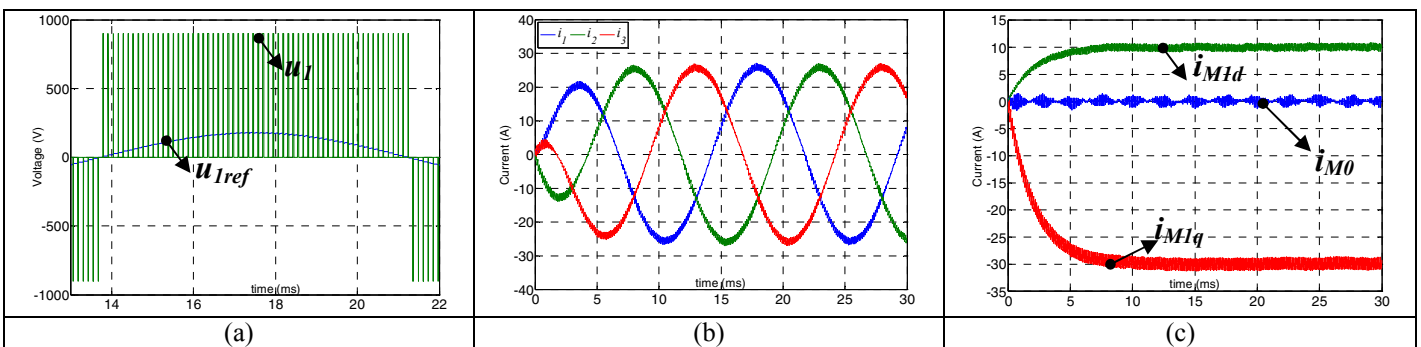 1000
500
0
-500
-1000
Voltage (V)
14
16
18
20
22
time (ms)
u1
u1ref
(a)
40
30
20
10
0
-10
-20
-30
-40
Current (A)
i1 i2 i3
0
5
10
15
20
25
30
time (ms)
(b)
15
10
5
0
-5
-10
-15
-20
-25
-30
-35
Current (A)
0
5
10
15
20
25
30
time (ms)
iM1d
iM0
iM1q
(c)